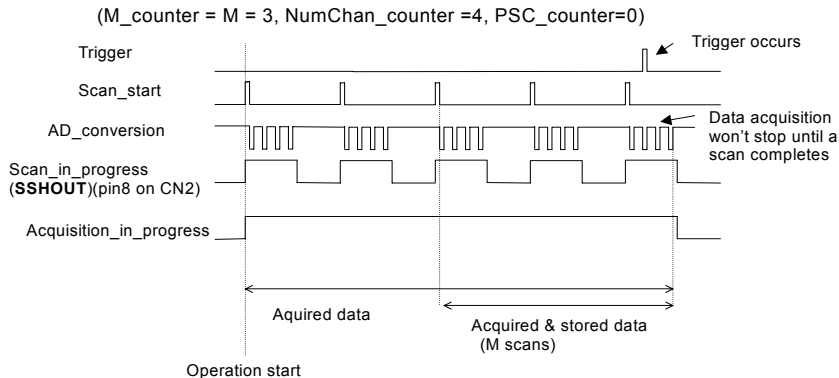 (M_counter = M = 3, NumChan_counter =4, PSC_counter=0)
Trigger
Trigger occurs
Scan_start
AD_conversion
Data acquisition
won't stop until a
scan completes
Scan_in_progress
(SSHOUT)(pin8 on CN2)
Acquisition_in_progress
Aquired data
Acquired & stored data
(M scans)
Operation start